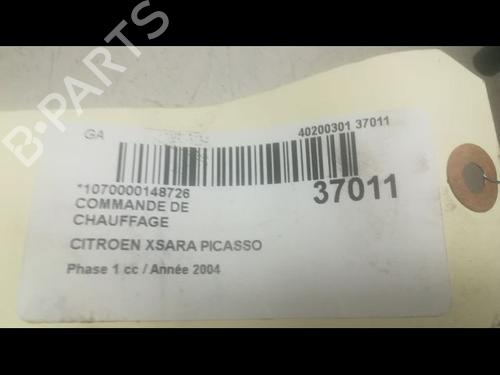 B-PARTS
GA
40200301 37011
*1070000148726
37011
COMMANDE DE
CHAUFFAGE
CITROEN XSARA PICASSO
Phase 1 cc / Année 2004